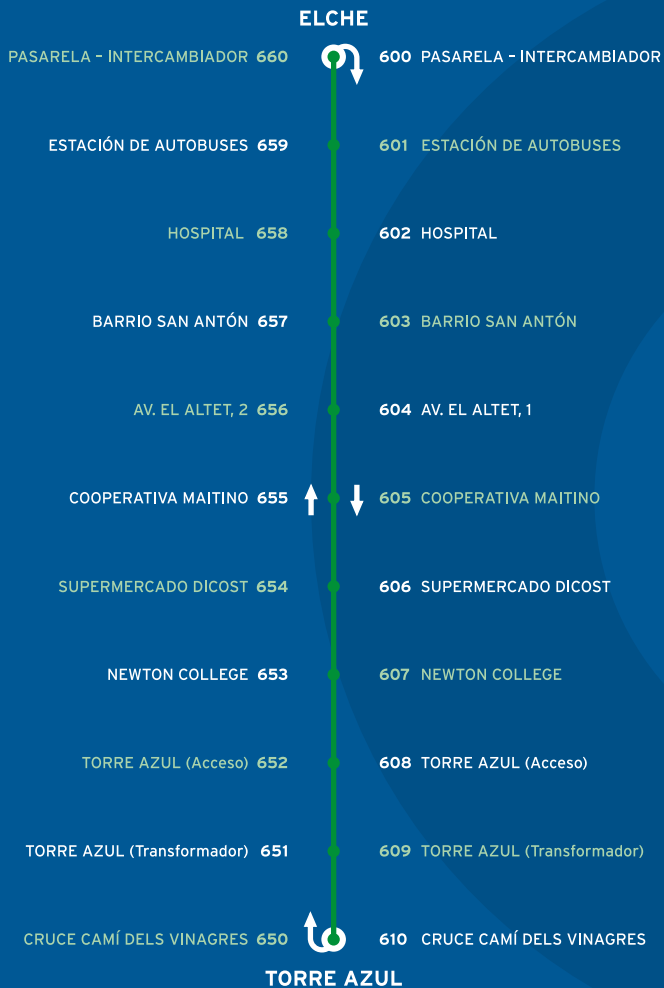 ELCHE
PASARELA – INTERCAMBIADOR 660 600 PASARELA – INTERCAMBIADOR
ESTACIÓN DE AUTOBUSES 659 601 ESTACIÓN DE AUTOBUSES
HOSPITAL 658 602 HOSPITAL
BARRIO SAN ANTÓN 657 603 BARRIO SAN ANTÓN
AV. EL ALTET, 2 656 604 AV. EL ALTET, 1
COOPERATIVA MAITINO 655 605 COOPERATIVA MAITINO
SUPERMERCADO DICOST 654 606 SUPERMERCADO DICOST
NEWTON COLLEGE 653 607 NEWTON COLLEGE
TORRE AZUL (Acceso) 652 608 TORRE AZUL (Acceso)
TORRE AZUL (Transformador) 651 609 TORRE AZUL (Transformador)
CRUCE CAMÍ DELS VINAGRES 650 610 CRUCE CAMÍ DELS VINAGRES
TORRE AZUL